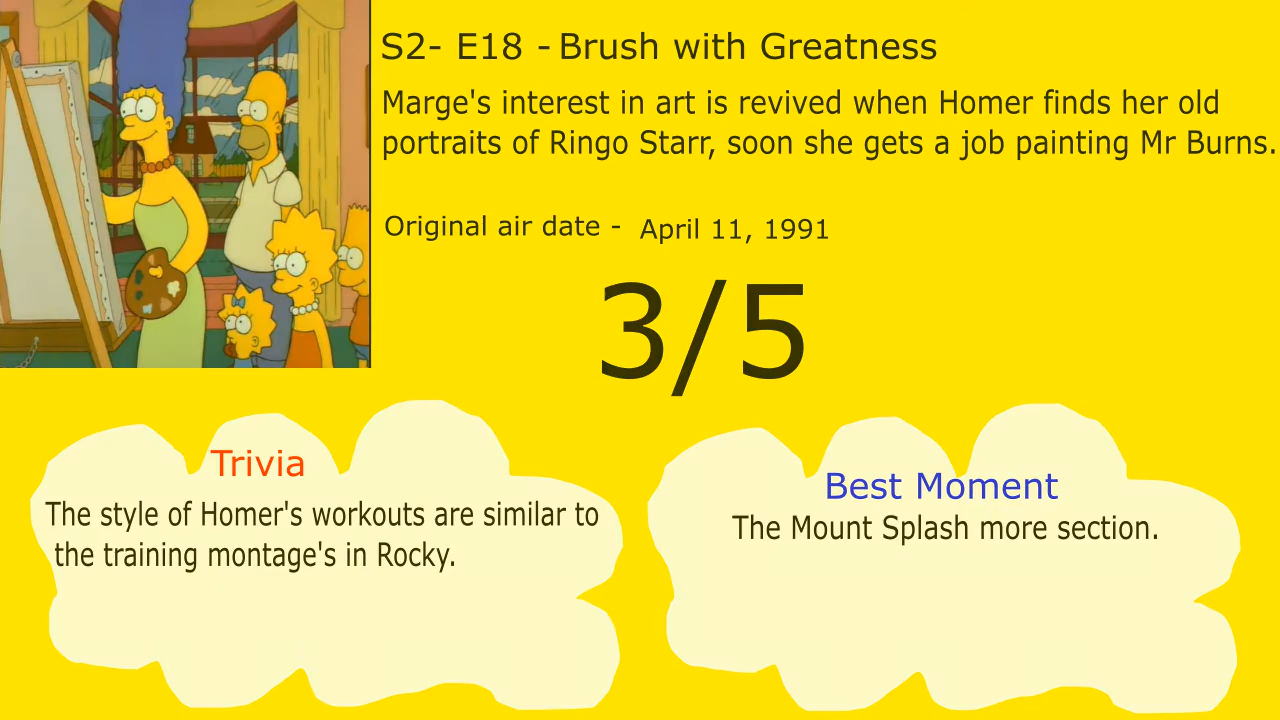 S2- E18 - Brush with Greatness
Marge's interest in art is revived when Homer finds her old
portraits of Ringo Starr, soon she gets a job painting Mr Burns.
Original air date - April 11, 1991
3/5
Trivia
The style of Homer's workouts are similar to
the training montage's in Rocky.
Best Moment
The Mount Splash more section.